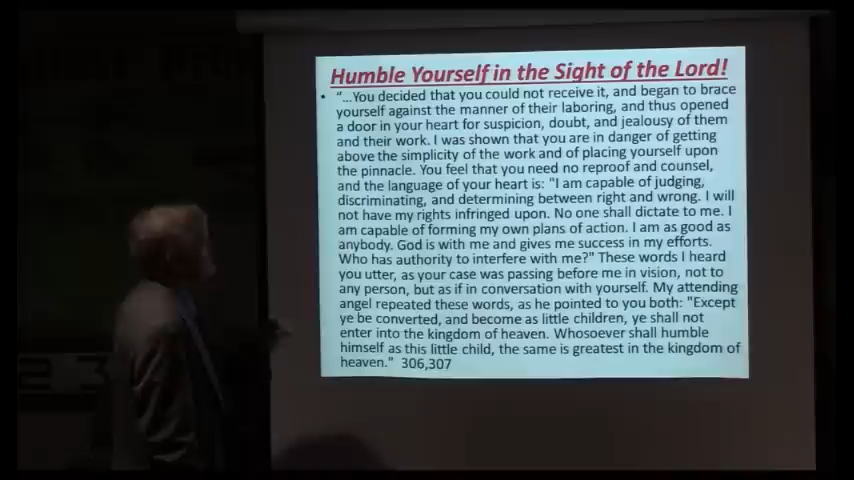 Humble Yourself in the Sight of the Lord!
• "...You decided that you could not receive it, and began to brace
yourself against the manner of their laboring, and thus opened
a door in your heart for suspicion, doubt, and jealousy of them
and their work. I was shown that you are in danger of getting
above the simplicity of the work and of placing yourself upon
the pinnacle. You feel that you need no reproof and counsel,
and the language of your heart is: "I am capable of judging,
discriminating, and determining between right and wrong. I will
not have my rights infringed upon. No one shall dictate to me. I
am capable of forming my own plans of action. I am as good as
anybody. God is with me and gives me success in my efforts.
Who has authority to interfere with me?" These words I heard
you utter, as your case was passing before me in vision, not to
any person, but as if in conversation with yourself. My attending
angel repeated these words, as he pointed to you both: "Except
ye be converted, and become as little children, ye shall not
enter into the kingdom of heaven. Whosoever shall humble
himself as this little child, the same is greatest in the kingdom of
heaven." 306,307
2 3